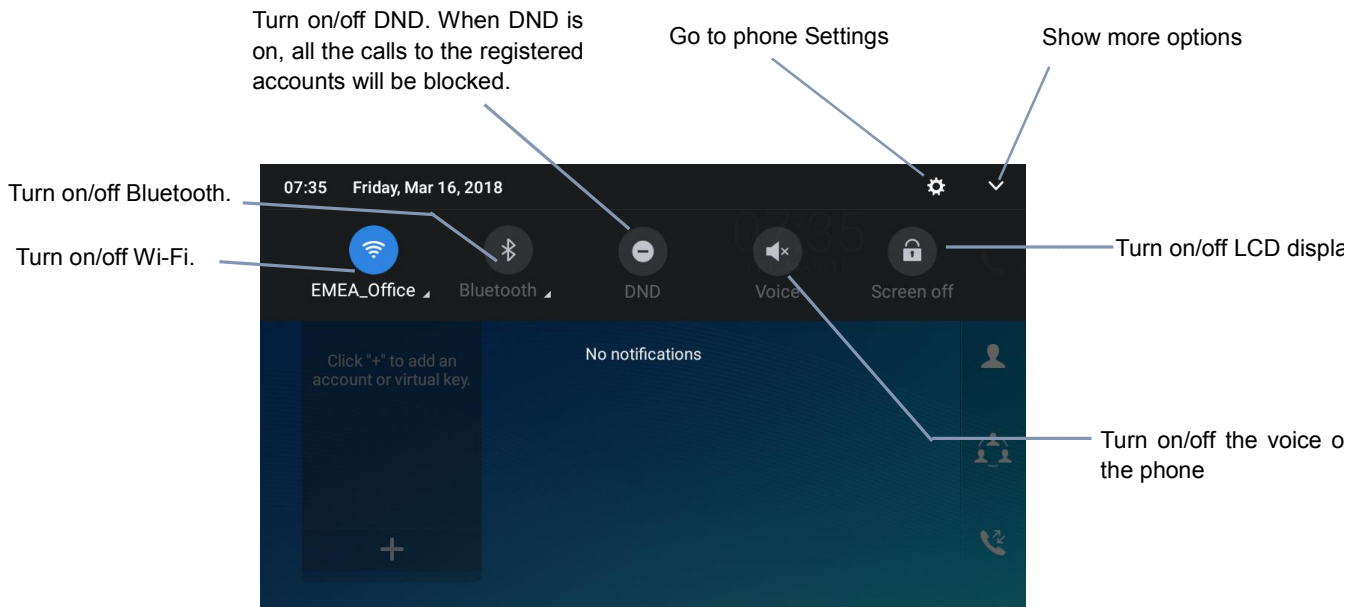 Turn on/off DND. When DND is
on, all the calls to the registered
accounts will be blocked.
Go to phone Settings
Show more options
Turn on/off Bluetooth.
Turn on/off Wi-Fi.
07:35 Friday, Mar 16, 2018
07:35
EMEA_Office
Bluetooth
DND
Voice
Screen off
Turn on/off LCD displa
Click "+" to add an
account or virtual key.
No notifications
Turn on/off the voice o
the phone